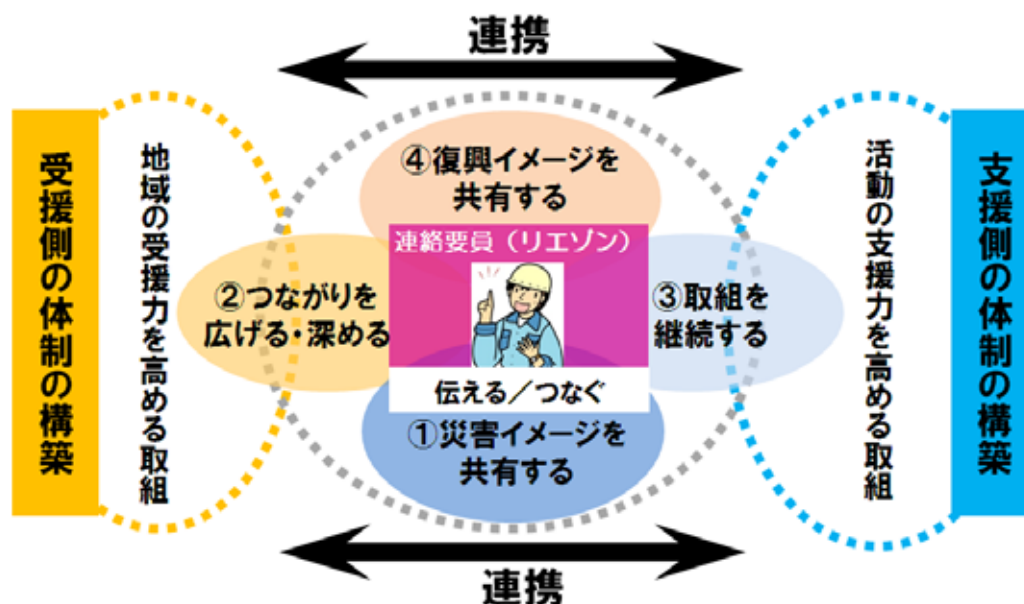 連携
受援側の体制の構築
地域の受援力を高める取組
④復興イメージを
共有する
連絡要員（リエゾン）
②つながりを
広げる・深める
③取組を
継続する
伝える／つなぐ
①災害イメージを
共有する
活動の支援力を高める取組
支援側の体制の構築
連携